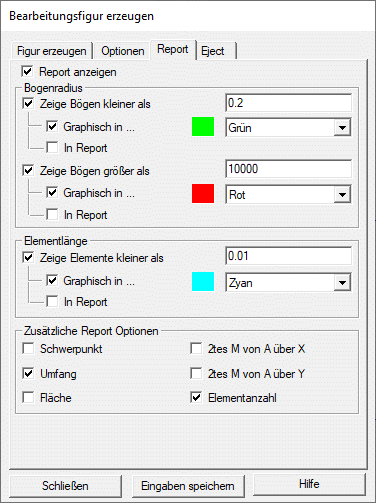 Bearbeitungsfigur erzeugen
Figur erzeugen Optionen Report Eject
Report anzeigen
Bogenradius
Zeige Bögen kleiner als 0.2
Graphisch in ... Grün
In Report
Zeige Bögen größer als 10000
Graphisch in ... Rot
In Report
Elementlänge
Zeige Elemente kleiner als 0.01
Graphisch in ... Zyan
In Report
Zusätzliche Report Optionen
Schwerpunkt 2tes M von A über X
Umfang 2tes M von A über Y
Fläche Elementanzahl
Schließen Eingaben speichern Hilfe